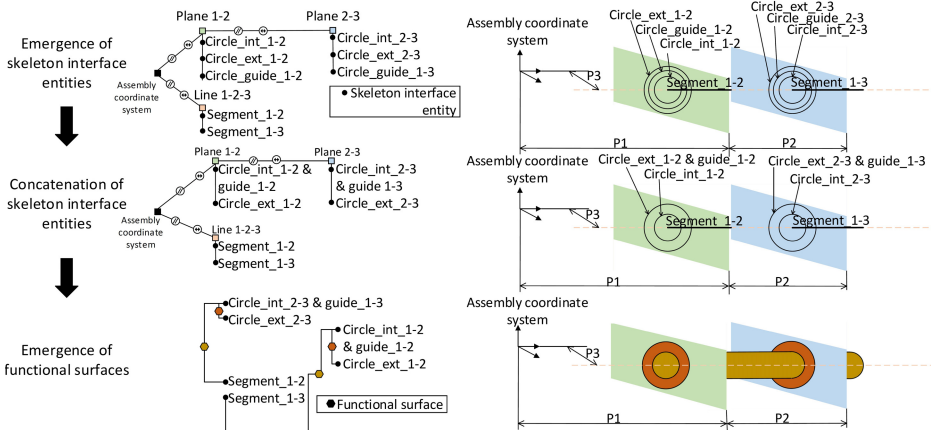 Emergence of
skeleton interface
entities
Plane 1-2
Plane 2-3
Circle_int_1-2
Circle_ext_1-2
Circle_guide_1-2
Circle_int_2-3
Circle_ext_2-3
Circle_guide_1-3
Assembly
coordinate
system
Line 1-2-3
Segment_1-2
Segment_1-3
Skeleton interface
entity
Assembly coordinate
system
P3
Circle_ext_1-2
Circle_guide_1-2
Circle_int_1-2
Segment_1-2
Circle_ext_2-3
Circle_guide_2-3
Circle_int_2-3
Segment_1-3
P1
P2
Concatenation of
skeleton interface
entities
Plane 1-2
Plane 2-3
Circle_int_1-2 &
guide_1-2
Circle_ext_1-2
Circle_int_2-3
& guide 1-3
Circle_ext_2-3
Assembly
coordinate
system
Line 1-2-3
Segment_1-2
Segment_1-3
Assembly coordinate
system
P3
Circle_ext_1-2 & guide_1-2
Circle_int_1-2
Segment_1-2
Circle_ext_2-3 & guide_1-3
Circle_int_2-3
Segment_1-3
P1
P2
Emergence of
functional surfaces
Circle_int_2-3 & guide_1-3
Circle_ext_2-3
Circle_int_1-2
& guide_1-2
Circle_ext_1-2
Segment_1-2
Segment_1-3
Functional surface
Assembly coordinate
system
P3
P1
P2